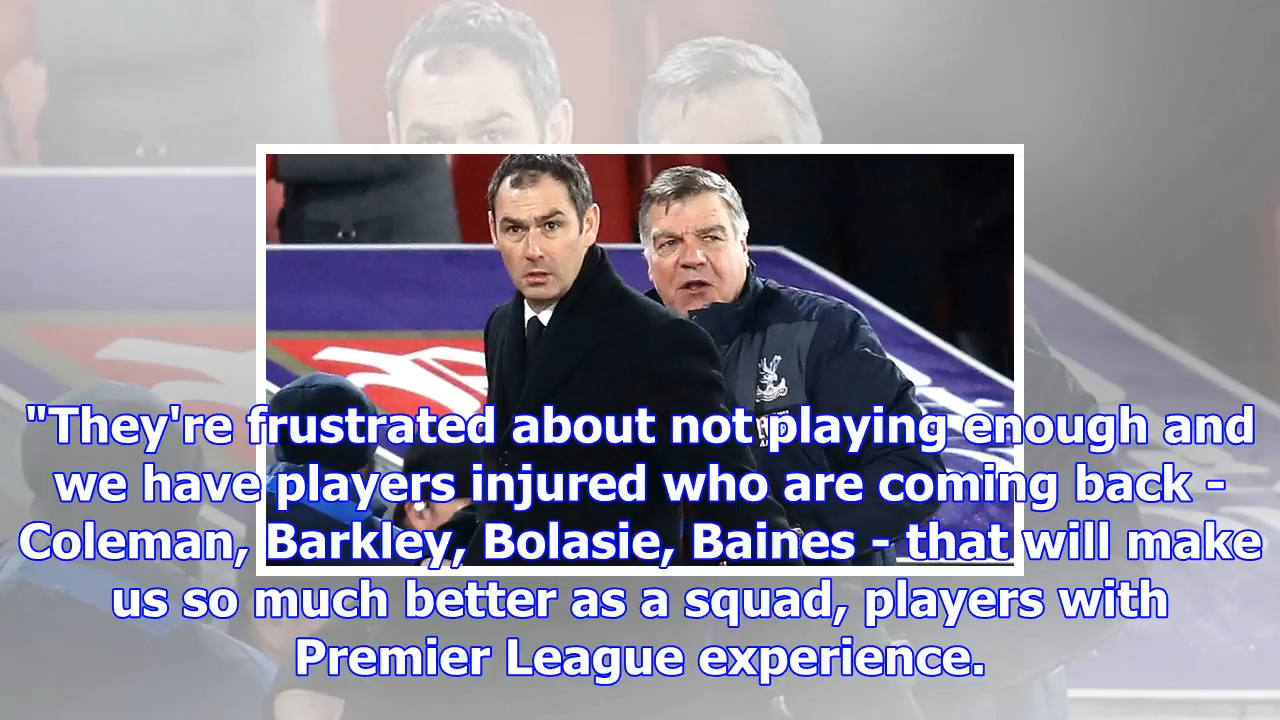 "They're frustrated about not playing enough and
we have players injured who are coming back -
Coleman, Barkley, Bolasie, Baines - that will make
us so much better as a squad, players with
Premier League experience.